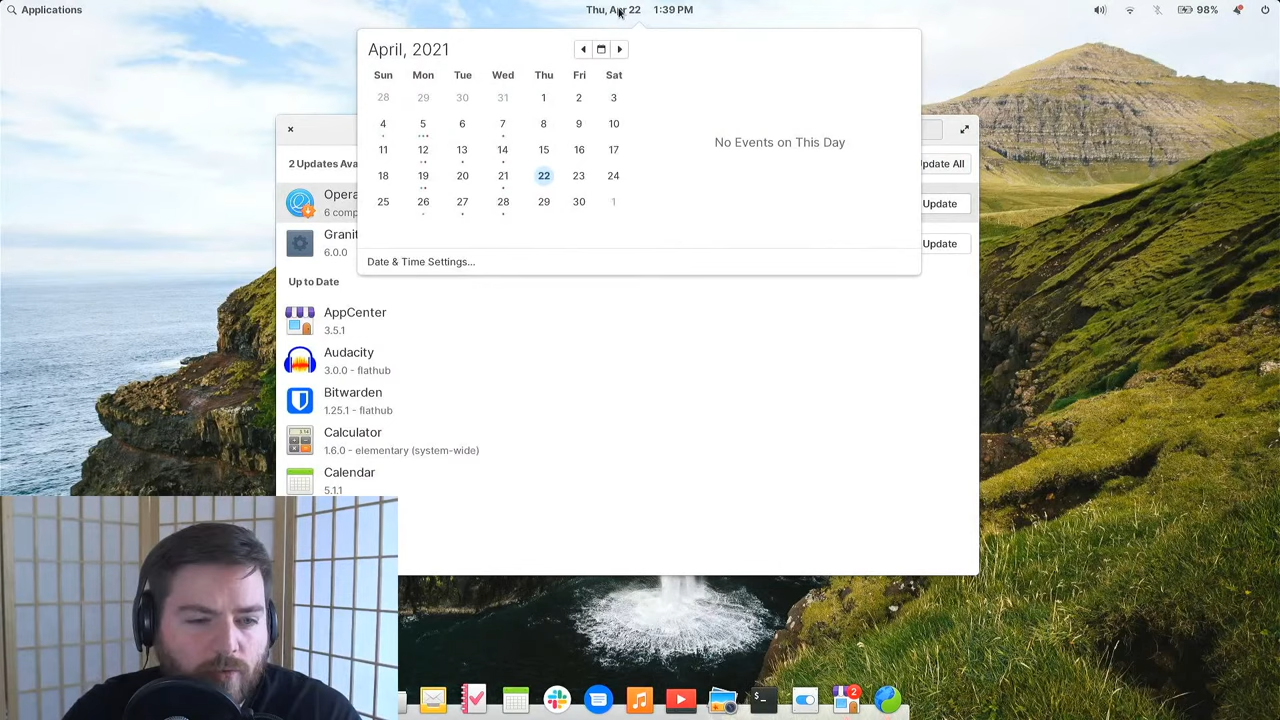 Applications
Thu, Apr 22 1:39 PM
98%
April, 2021
Sun Mon Tue Wed Thu Fri Sat
28 29 30 31 1 2 3
4 5 6 7 8 9 10
11 12 13 14 15 16 17
18 19 20 21 22 23 24
25 26 27 28 29 30 1
No Events on This Day
Date & Time Settings...
2 Updates Ava
pdate All
Opera
6 comp
Update
Granit
6.0.0
Update
Up to Date
AppCenter
3.5.1
Audacity
3.0.0 - flathub
Bitwarden
1.25.1 - flathub
Calculator
1.6.0 - elementary (system-wide)
Calendar
5.1.1
2